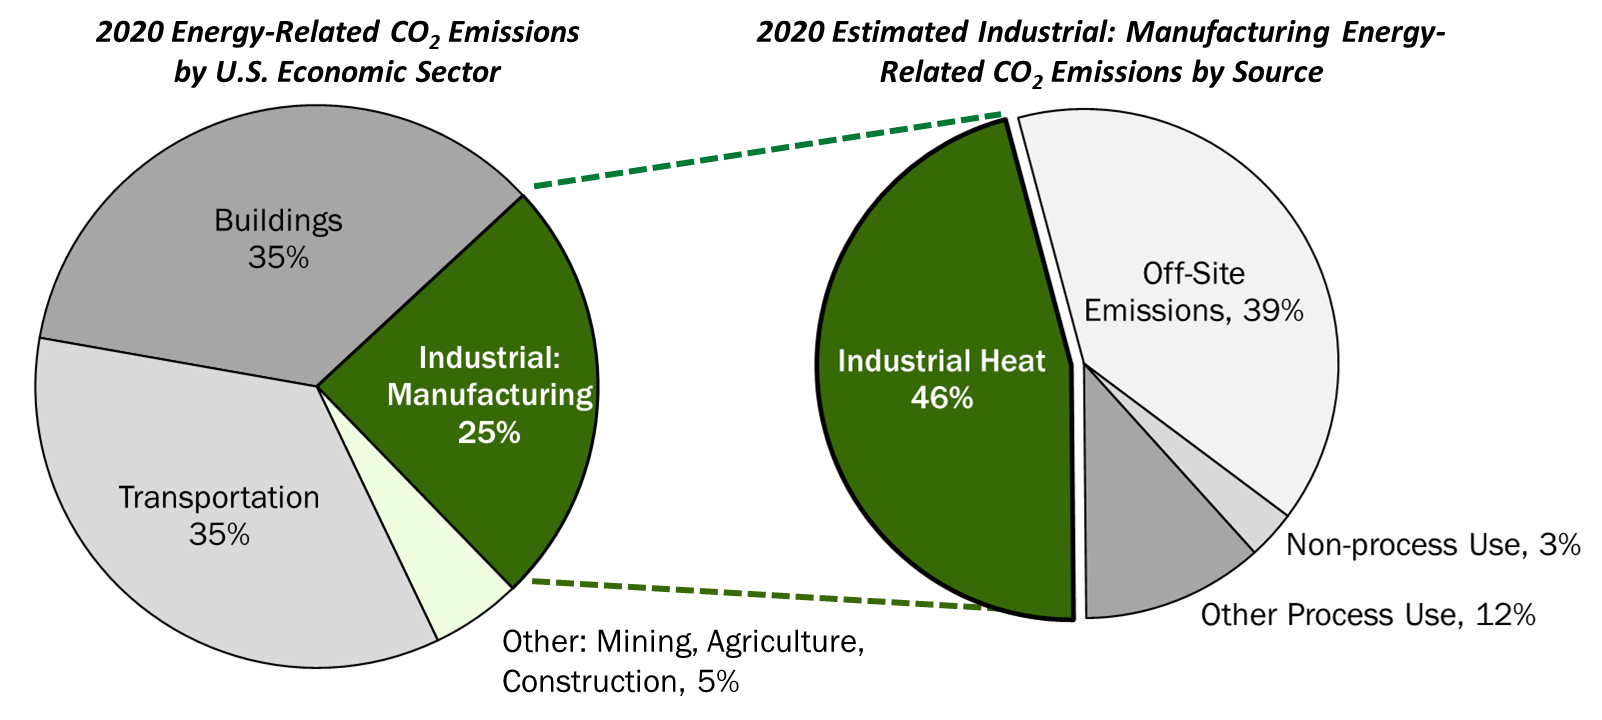 2020 Energy-Related CO₂ Emissions
by U.S. Economic Sector
Buildings
35%
Industrial:
Manufacturing
25%
Transportation
35%
Other: Mining, Agriculture,
Construction, 5%
2020 Estimated Industrial: Manufacturing Energy-
Related CO₂ Emissions by Source
Off-Site
Emissions, 39%
Industrial Heat
46%
Non-process Use, 3%
Other Process Use, 12%